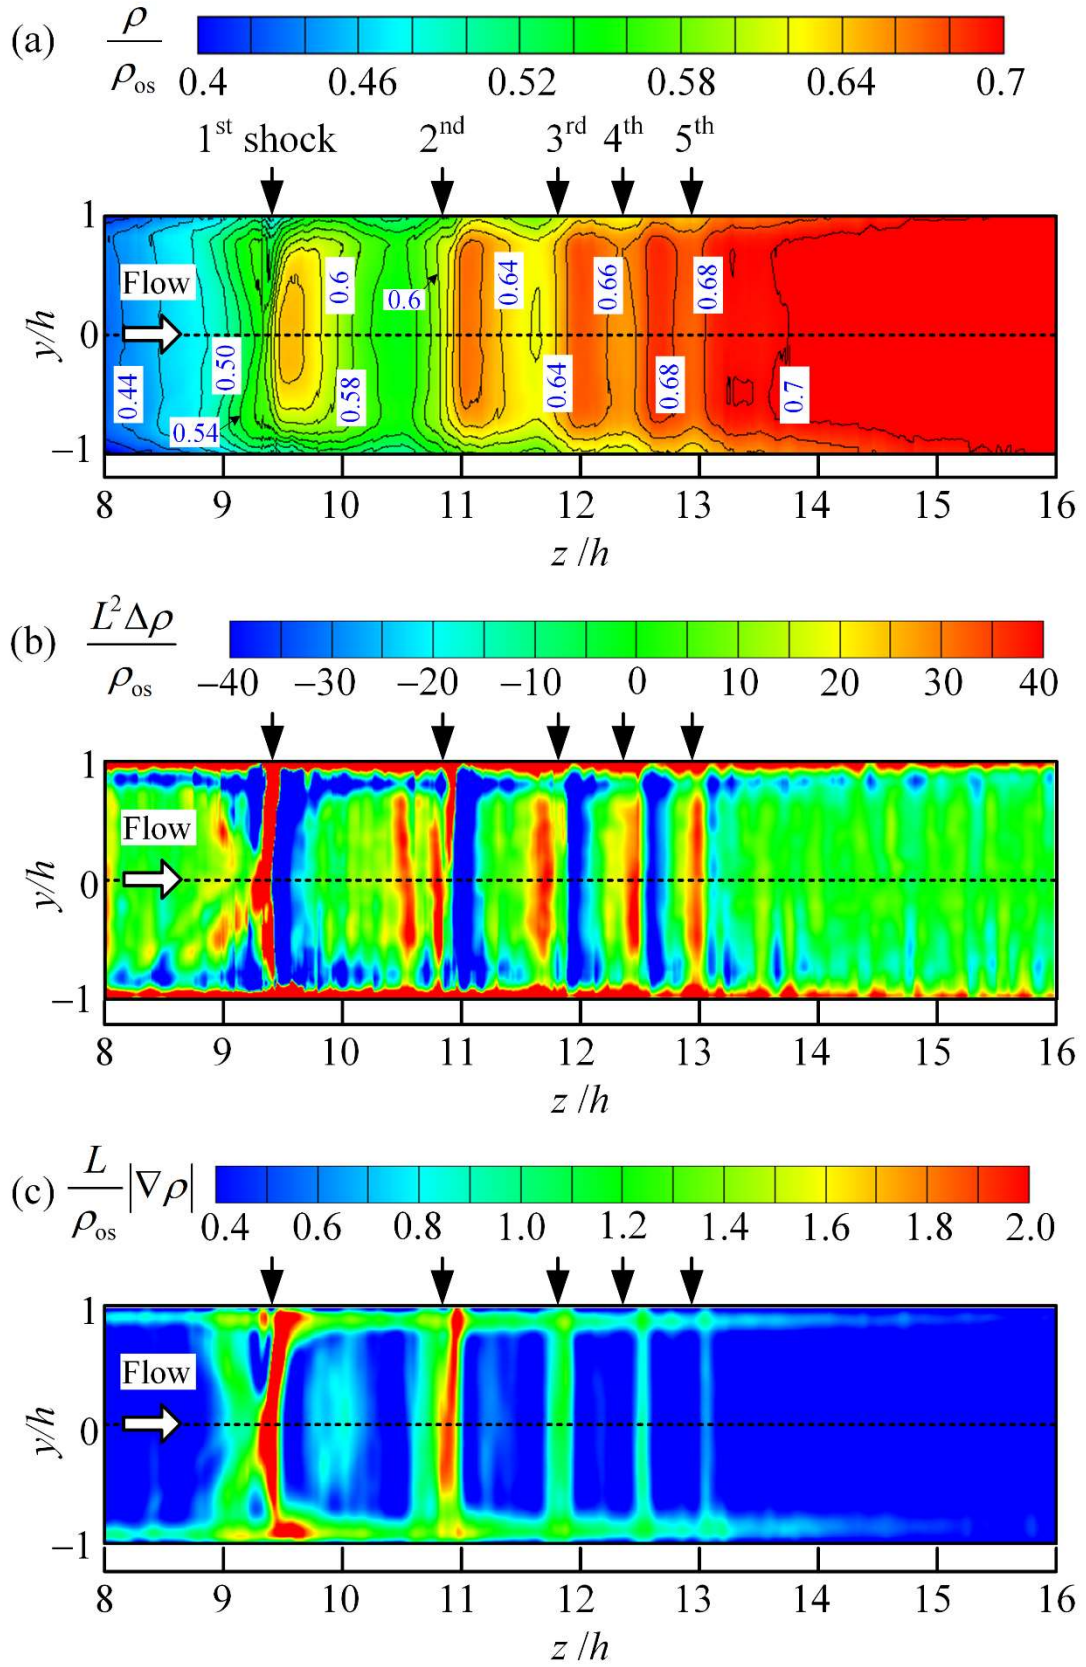 (a) ρ/ρos
0.4 0.46 0.52 0.58 0.64 0.7
1st shock 2nd 3rd 4th 5th
1
0
−1
y/h
Flow
0.44 0.50 0.54 0.6 0.58 0.6 0.64 0.64 0.66 0.68 0.68 0.7
8 9 10 11 12 13 14 15 16
z /h
(b) L²Δρ/ρos
−40 −30 −20 −10 0 10 20 30 40
1
0
−1
y/h
Flow
8 9 10 11 12 13 14 15 16
z /h
(c) L/ρos |∇ρ|
0.4 0.6 0.8 1.0 1.2 1.4 1.6 1.8 2.0
1
0
−1
y/h
Flow
8 9 10 11 12 13 14 15 16
z /h